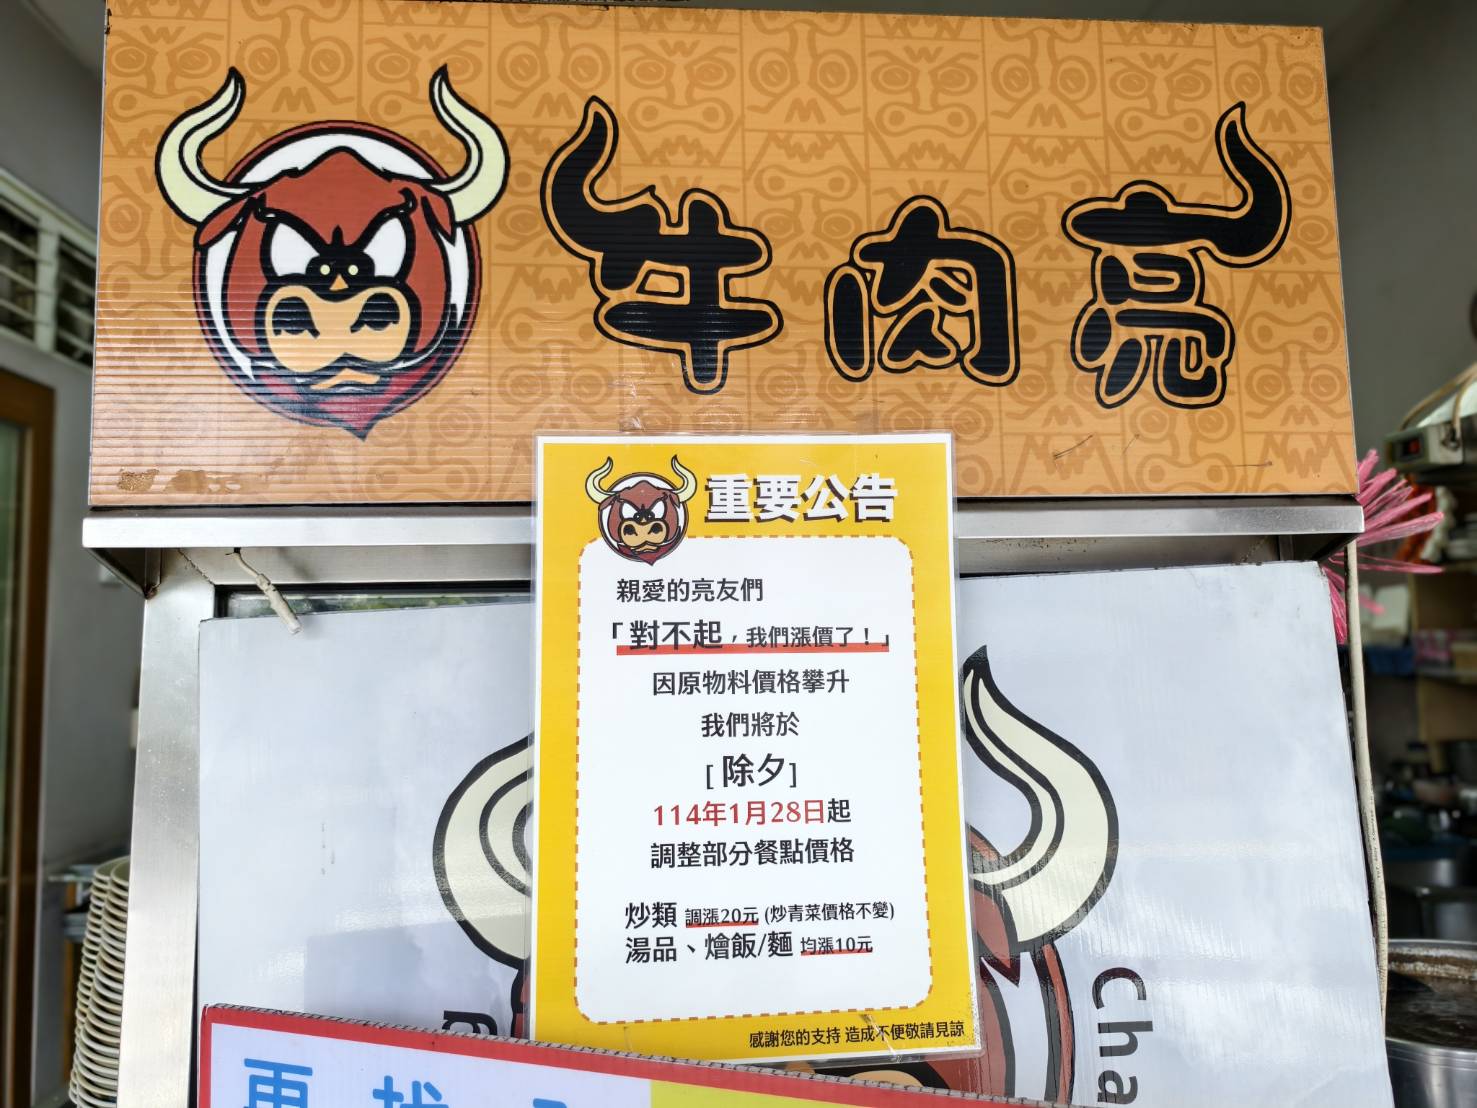 牛肉亮
重要公告
親愛的亮友們
「對不起，我們漲價了！」
因原物料價格攀升
我們將於
[ 除夕]
114年1月28日起
調整部分餐點價格
炒類 調漲20元 (炒青菜價格不變)
湯品、燴飯/麵 均漲10元
感謝您的支持 造成不便敬請見諒
Cha